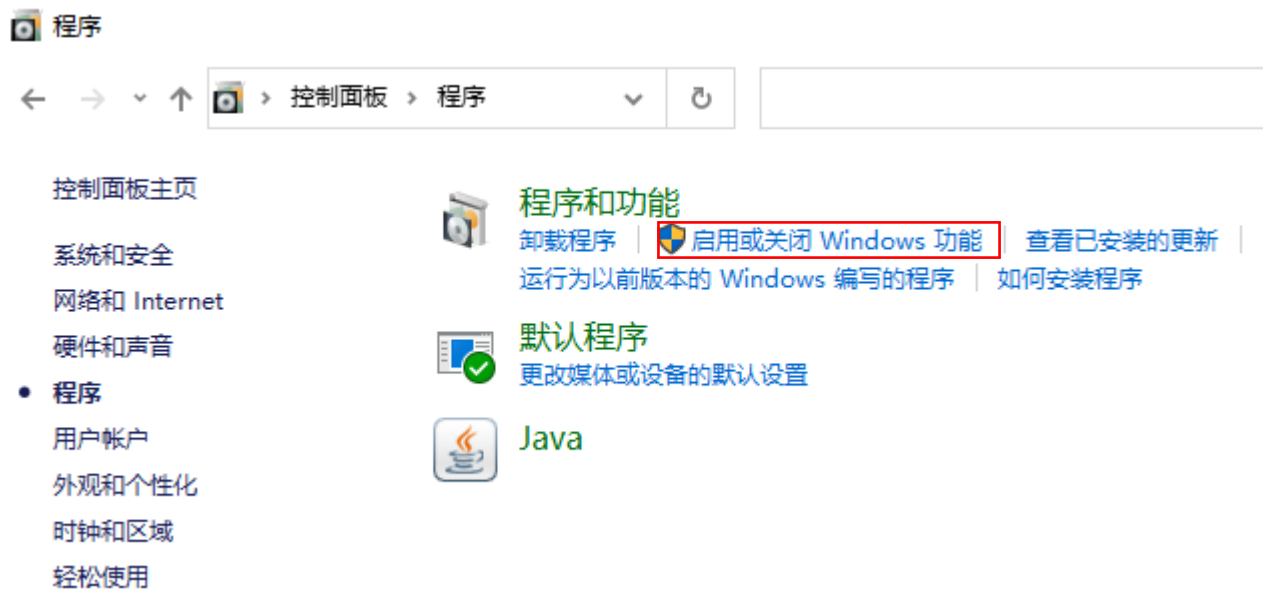 程序
控制面板 › 程序
控制面板主页
系统和安全
网络和 Internet
硬件和声音
程序
用户帐户
外观和个性化
时钟和区域
轻松使用
程序和功能
卸载程序 启用或关闭 Windows 功能 查看已安装的更新
运行为以前版本的 Windows 编写的程序 如何安装程序
默认程序
更改媒体或设备的默认设置
Java